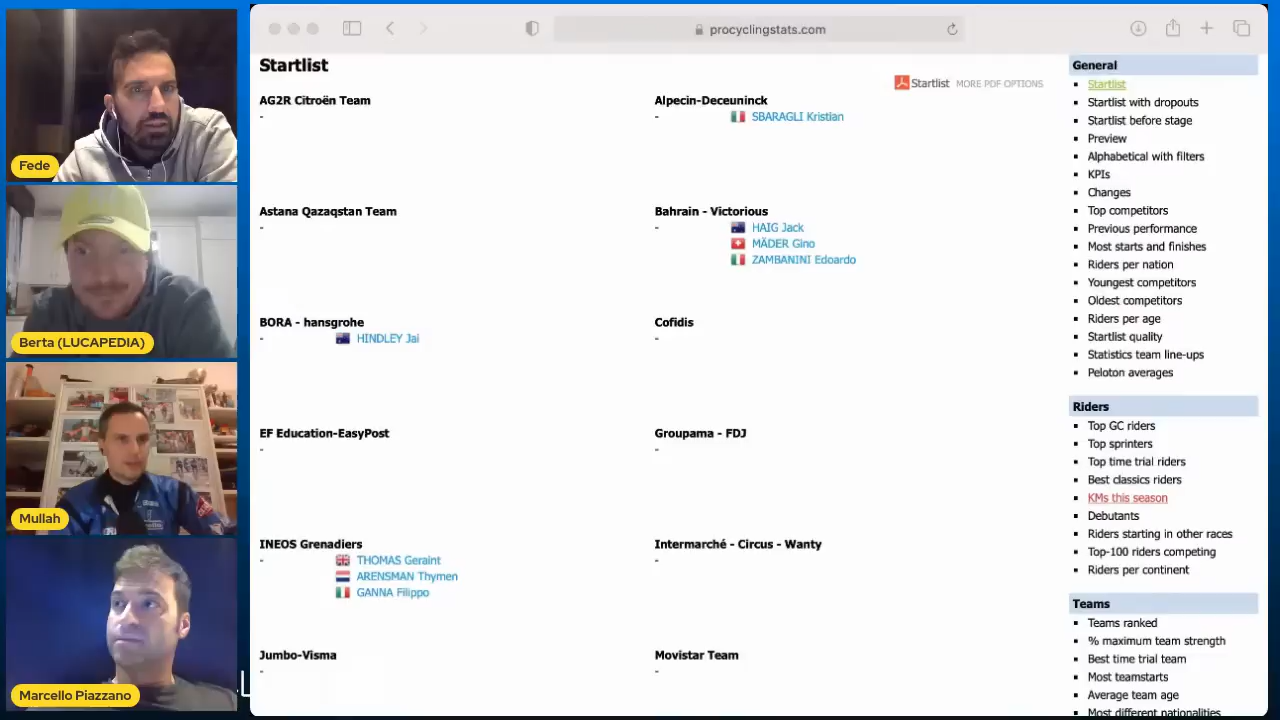 Fede
Berta (LUCAPEDIA)
Mullah
Marcello Piazzano
procyclingstats.com
Startlist
Startlist MORE PDF OPTIONS
AG2R Citroën Team
-
Alpecin-Deceuninck
- SBARAGLI Kristian
Astana Qazaqstan Team
-
Bahrain - Victorious
- HAIG Jack
MÄDER Gino
ZAMBANINI Edoardo
BORA - hansgrohe
- HINDLEY Jai
Cofidis
-
EF Education-EasyPost
-
Groupama - FDJ
-
INEOS Grenadiers
- THOMAS Geraint
ARENSMAN Thymen
GANNA Filippo
Intermarché - Circus - Wanty
-
Jumbo-Visma
-
Movistar Team
-
General
Startlist
Startlist with dropouts
Startlist before stage
Preview
Alphabetical with filters
KPIs
Changes
Top competitors
Previous performance
Most starts and finishes
Riders per nation
Youngest competitors
Oldest competitors
Riders per age
Startlist quality
Statistics team line-ups
Peloton averages
Riders
Top GC riders
Top sprinters
Top time trial riders
Best classics riders
KMs this season
Debutants
Riders starting in other races
Top-100 riders competing
Riders per continent
Teams
Teams ranked
% maximum team strength
Best time trial team
Most teamstarts
Average team age
Most different nationalities